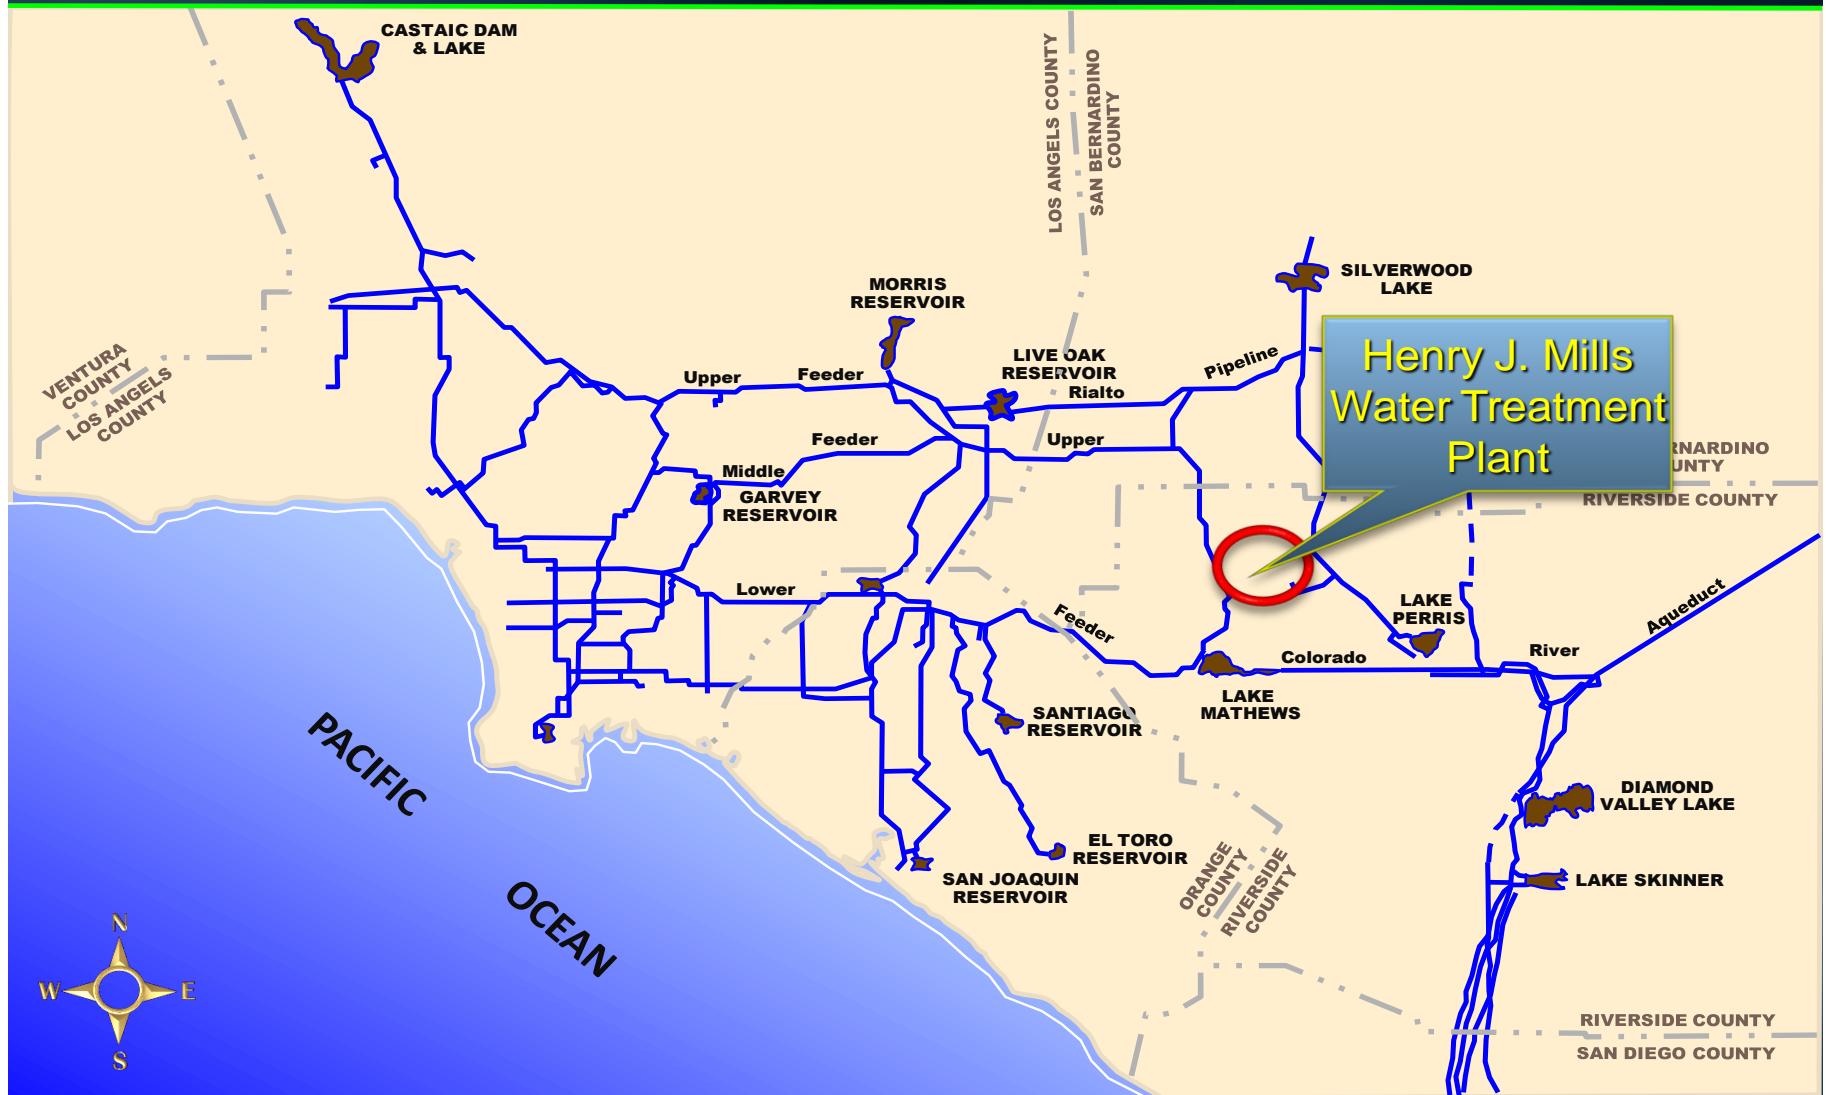 CASTAIC DAM
& LAKE
LOS ANGELS COUNTY
SAN BERNARDINO
COUNTY
MORRIS
RESERVOIR
SILVERWOOD
LAKE
VENTURA
COUNTY
LOS ANGELS
COUNTY
LIVE OAK
RESERVOIR
Rialto
Pipeline
Upper
Feeder
Henry J. Mills
Water Treatment
Plant
Feeder
Upper
Middle
GARVEY
RESERVOIR
RNARDINO
UNTY
RIVERSIDE COUNTY
Lower
Feeder
LAKE
PERRIS
Aqueduct
Colorado
River
LAKE
MATHEWS
SANTIAGO
RESERVOIR
PACIFIC
OCEAN
DIAMOND
VALLEY LAKE
EL TORO
RESERVOIR
SAN JOAQUIN
RESERVOIR
ORANGE
COUNTY
RIVERSIDE
COUNTY
LAKE SKINNER
N
W
E
S
RIVERSIDE COUNTY
SAN DIEGO COUNTY